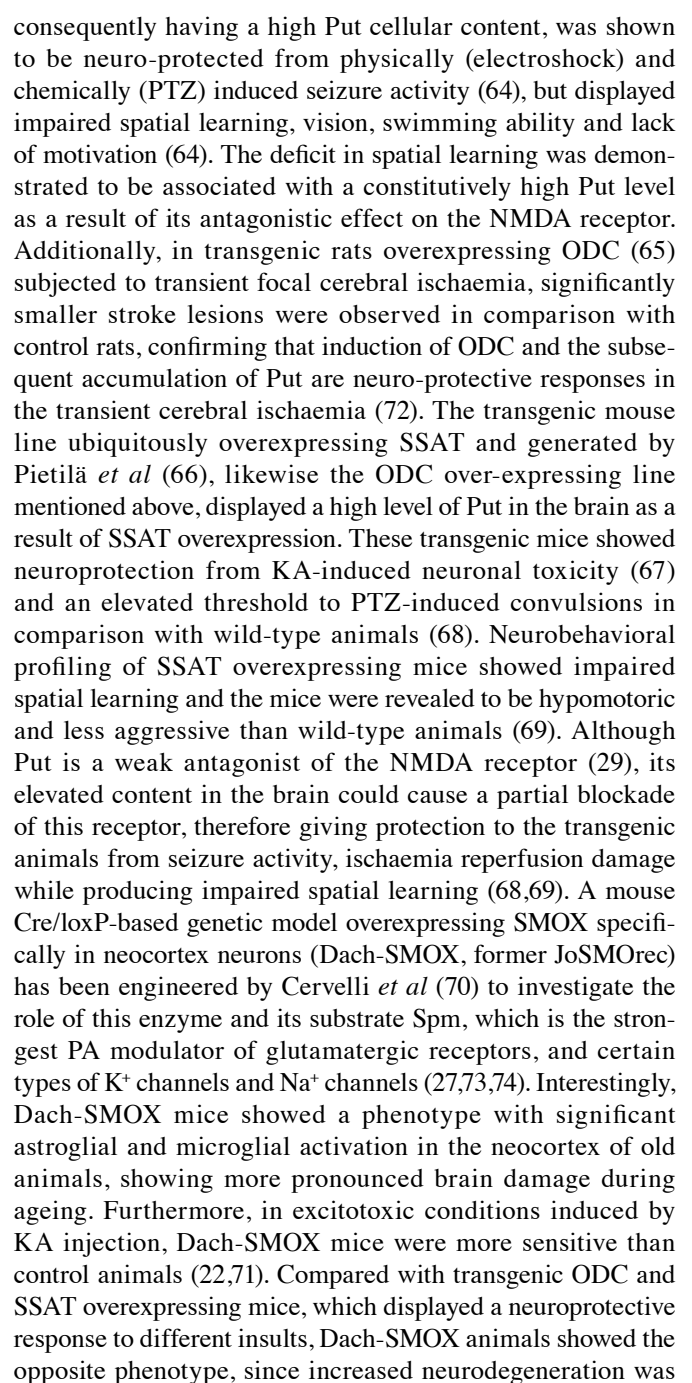 consequently having a high Put cellular content, was shown
to be neuro-protected from physically (electroshock) and
chemically (PTZ) induced seizure activity (64), but displayed
impaired spatial learning, vision, swimming ability and lack
of motivation (64). The deficit in spatial learning was demon-
strated to be associated with a constitutively high Put level
as a result of its antagonistic effect on the NMDA receptor.
Additionally, in transgenic rats overexpressing ODC (65)
subjected to transient focal cerebral ischaemia, significantly
smaller stroke lesions were observed in comparison with
control rats, confirming that induction of ODC and the subse-
quent accumulation of Put are neuro-protective responses in
the transient cerebral ischaemia (72). The transgenic mouse
line ubiquitously overexpressing SSAT and generated by
Pietilä et al (66), likewise the ODC over-expressing line
mentioned above, displayed a high level of Put in the brain as a
result of SSAT overexpression. These transgenic mice showed
neuroprotection from KA-induced neuronal toxicity (67)
and an elevated threshold to PTZ-induced convulsions in
comparison with wild-type animals (68). Neurobehavioral
profiling of SSAT overexpressing mice showed impaired
spatial learning and the mice were revealed to be hypomotoric
and less aggressive than wild-type animals (69). Although
Put is a weak antagonist of the NMDA receptor (29), its
elevated content in the brain could cause a partial blockade
of this receptor, therefore giving protection to the transgenic
animals from seizure activity, ischaemia reperfusion damage
while producing impaired spatial learning (68,69). A mouse
Cre/loxP-based genetic model overexpressing SMOX specifi-
cally in neocortex neurons (Dach-SMOX, former JoSMOrec)
has been engineered by Cervelli et al (70) to investigate the
role of this enzyme and its substrate Spm, which is the stron-
gest PA modulator of glutamatergic receptors, and certain
types of K⁺ channels and Na⁺ channels (27,73,74). Interestingly,
Dach-SMOX mice showed a phenotype with significant
astroglial and microglial activation in the neocortex of old
animals, showing more pronounced brain damage during
ageing. Furthermore, in excitotoxic conditions induced by
KA injection, Dach-SMOX mice were more sensitive than
control animals (22,71). Compared with transgenic ODC and
SSAT overexpressing mice, which displayed a neuroprotective
response to different insults, Dach-SMOX animals showed the
opposite phenotype, since increased neurodegeneration was